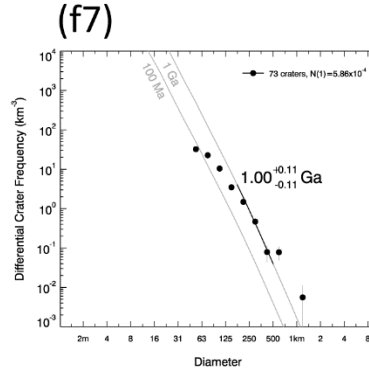 (f7)
10⁴
10³
10²
10¹
10⁰
10⁻¹
10⁻²
10⁻³
Differential Crater Frequency (km⁻³)
100 Ma
1 Ga
73 craters, N(1)=5.86x10⁻⁴
1.00 +0.11 -0.11 Ga
2m 4 8 16 31 63 125 250 500 1km 2 4 8
Diameter